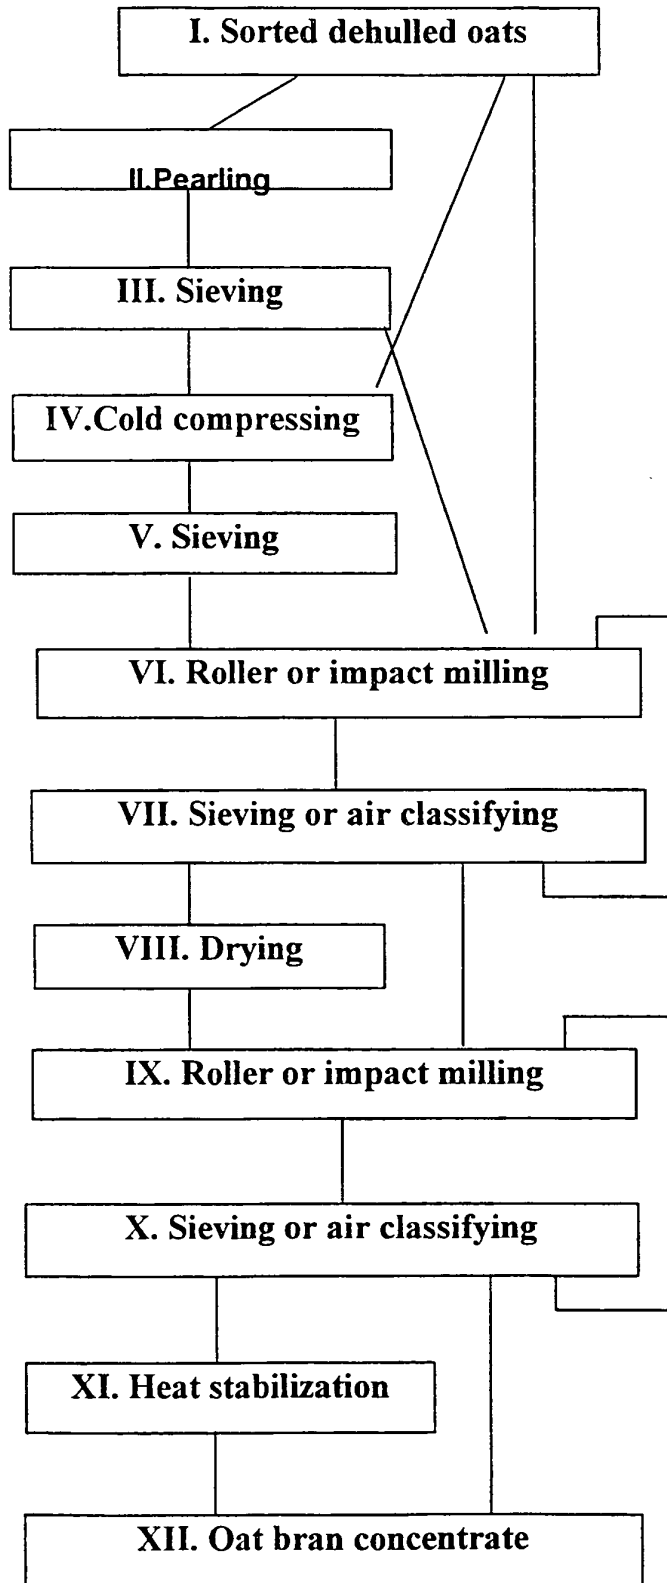 I. Sorted dehulled oats
II.Pearling
III. Sieving
IV.Cold compressing
V. Sieving
VI. Roller or impact milling
VII. Sieving or air classifying
VIII. Drying
IX. Roller or impact milling
X. Sieving or air classifying
XI. Heat stabilization
XII. Oat bran concentrate